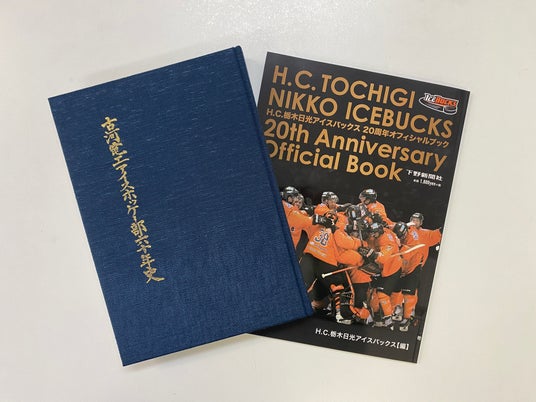 古河電工アイスホッケー部六十年史
H.C.TOCHIGI
NIKKO ICEBUCKS
H.C.栃木日光アイスバックス 20周年オフィシャルブック
20th Anniversary
Official Book
下野新聞社
ICEBUCKS
H.C.栃木日光アイスバックス【編】